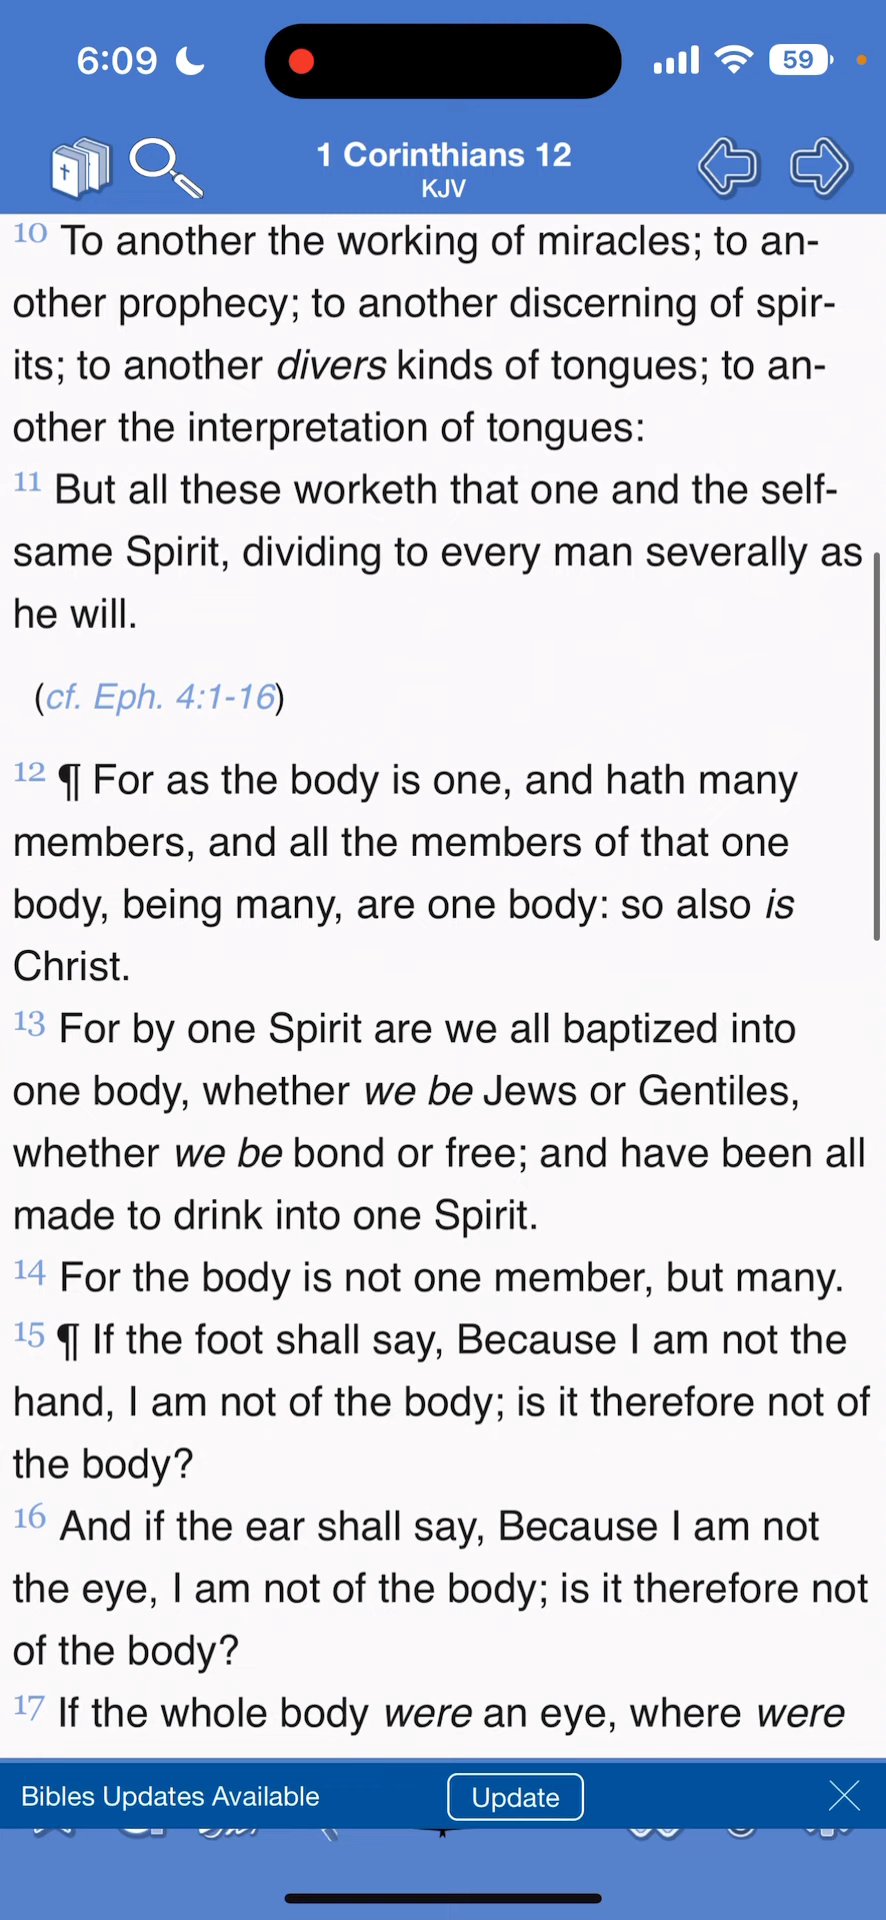 6:09
59
1 Corinthians 12
KJV
10 To another the working of miracles; to an-
other prophecy; to another discerning of spir-
its; to another divers kinds of tongues; to an-
other the interpretation of tongues:
11 But all these worketh that one and the self-
same Spirit, dividing to every man severally as
he will.
(cf. Eph. 4:1-16)
12 ¶ For as the body is one, and hath many
members, and all the members of that one
body, being many, are one body: so also is
Christ.
13 For by one Spirit are we all baptized into
one body, whether we be Jews or Gentiles,
whether we be bond or free; and have been all
made to drink into one Spirit.
14 For the body is not one member, but many.
15 ¶ If the foot shall say, Because I am not the
hand, I am not of the body; is it therefore not of
the body?
16 And if the ear shall say, Because I am not
the eye, I am not of the body; is it therefore not
of the body?
17 If the whole body were an eye, where were
Bibles Updates Available
Update